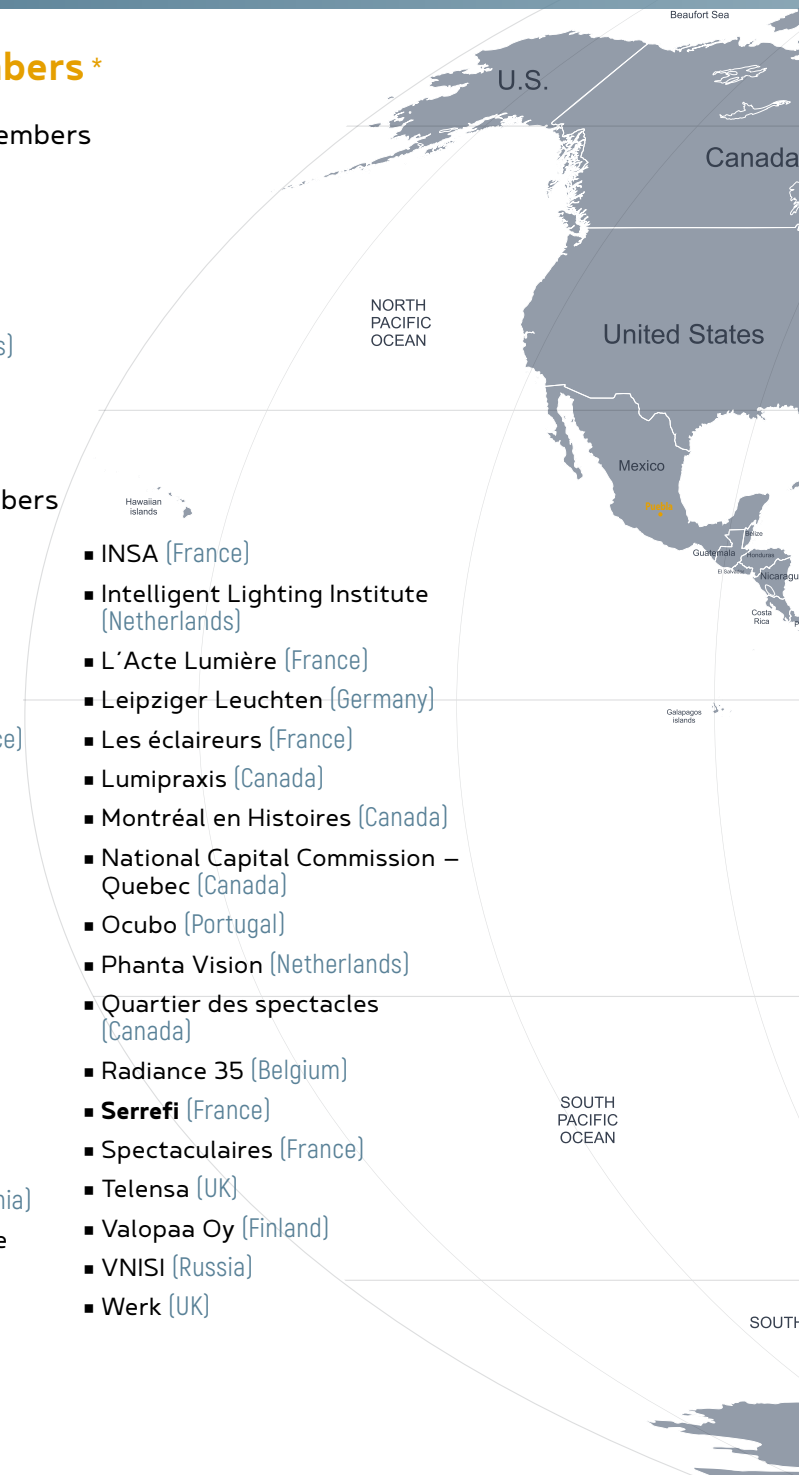 bers *
embers
s)
bers
ce)
nia)
e
▪ INSA (France)
▪ Intelligent Lighting Institute
(Netherlands)
▪ L´Acte Lumière (France)
▪ Leipziger Leuchten (Germany)
▪ Les éclaireurs (France)
▪ Lumipraxis (Canada)
▪ Montréal en Histoires (Canada)
▪ National Capital Commission –
Quebec (Canada)
▪ Ocubo (Portugal)
▪ Phanta Vision (Netherlands)
▪ Quartier des spectacles
(Canada)
▪ Radiance 35 (Belgium)
▪ Serrefi (France)
▪ Spectaculaires (France)
▪ Telensa (UK)
▪ Valopaa Oy (Finland)
▪ VNISI (Russia)
▪ Werk (UK)
Beaufort Sea
U.S.
Canada
NORTH
PACIFIC
OCEAN
United States
Mexico
Hawaiian
islands
Belize
Guatemala
Honduras
El Salvador
Nicaragu
Costa
Rica
P
Galapagos
islands
SOUTH
PACIFIC
OCEAN
SOUTH